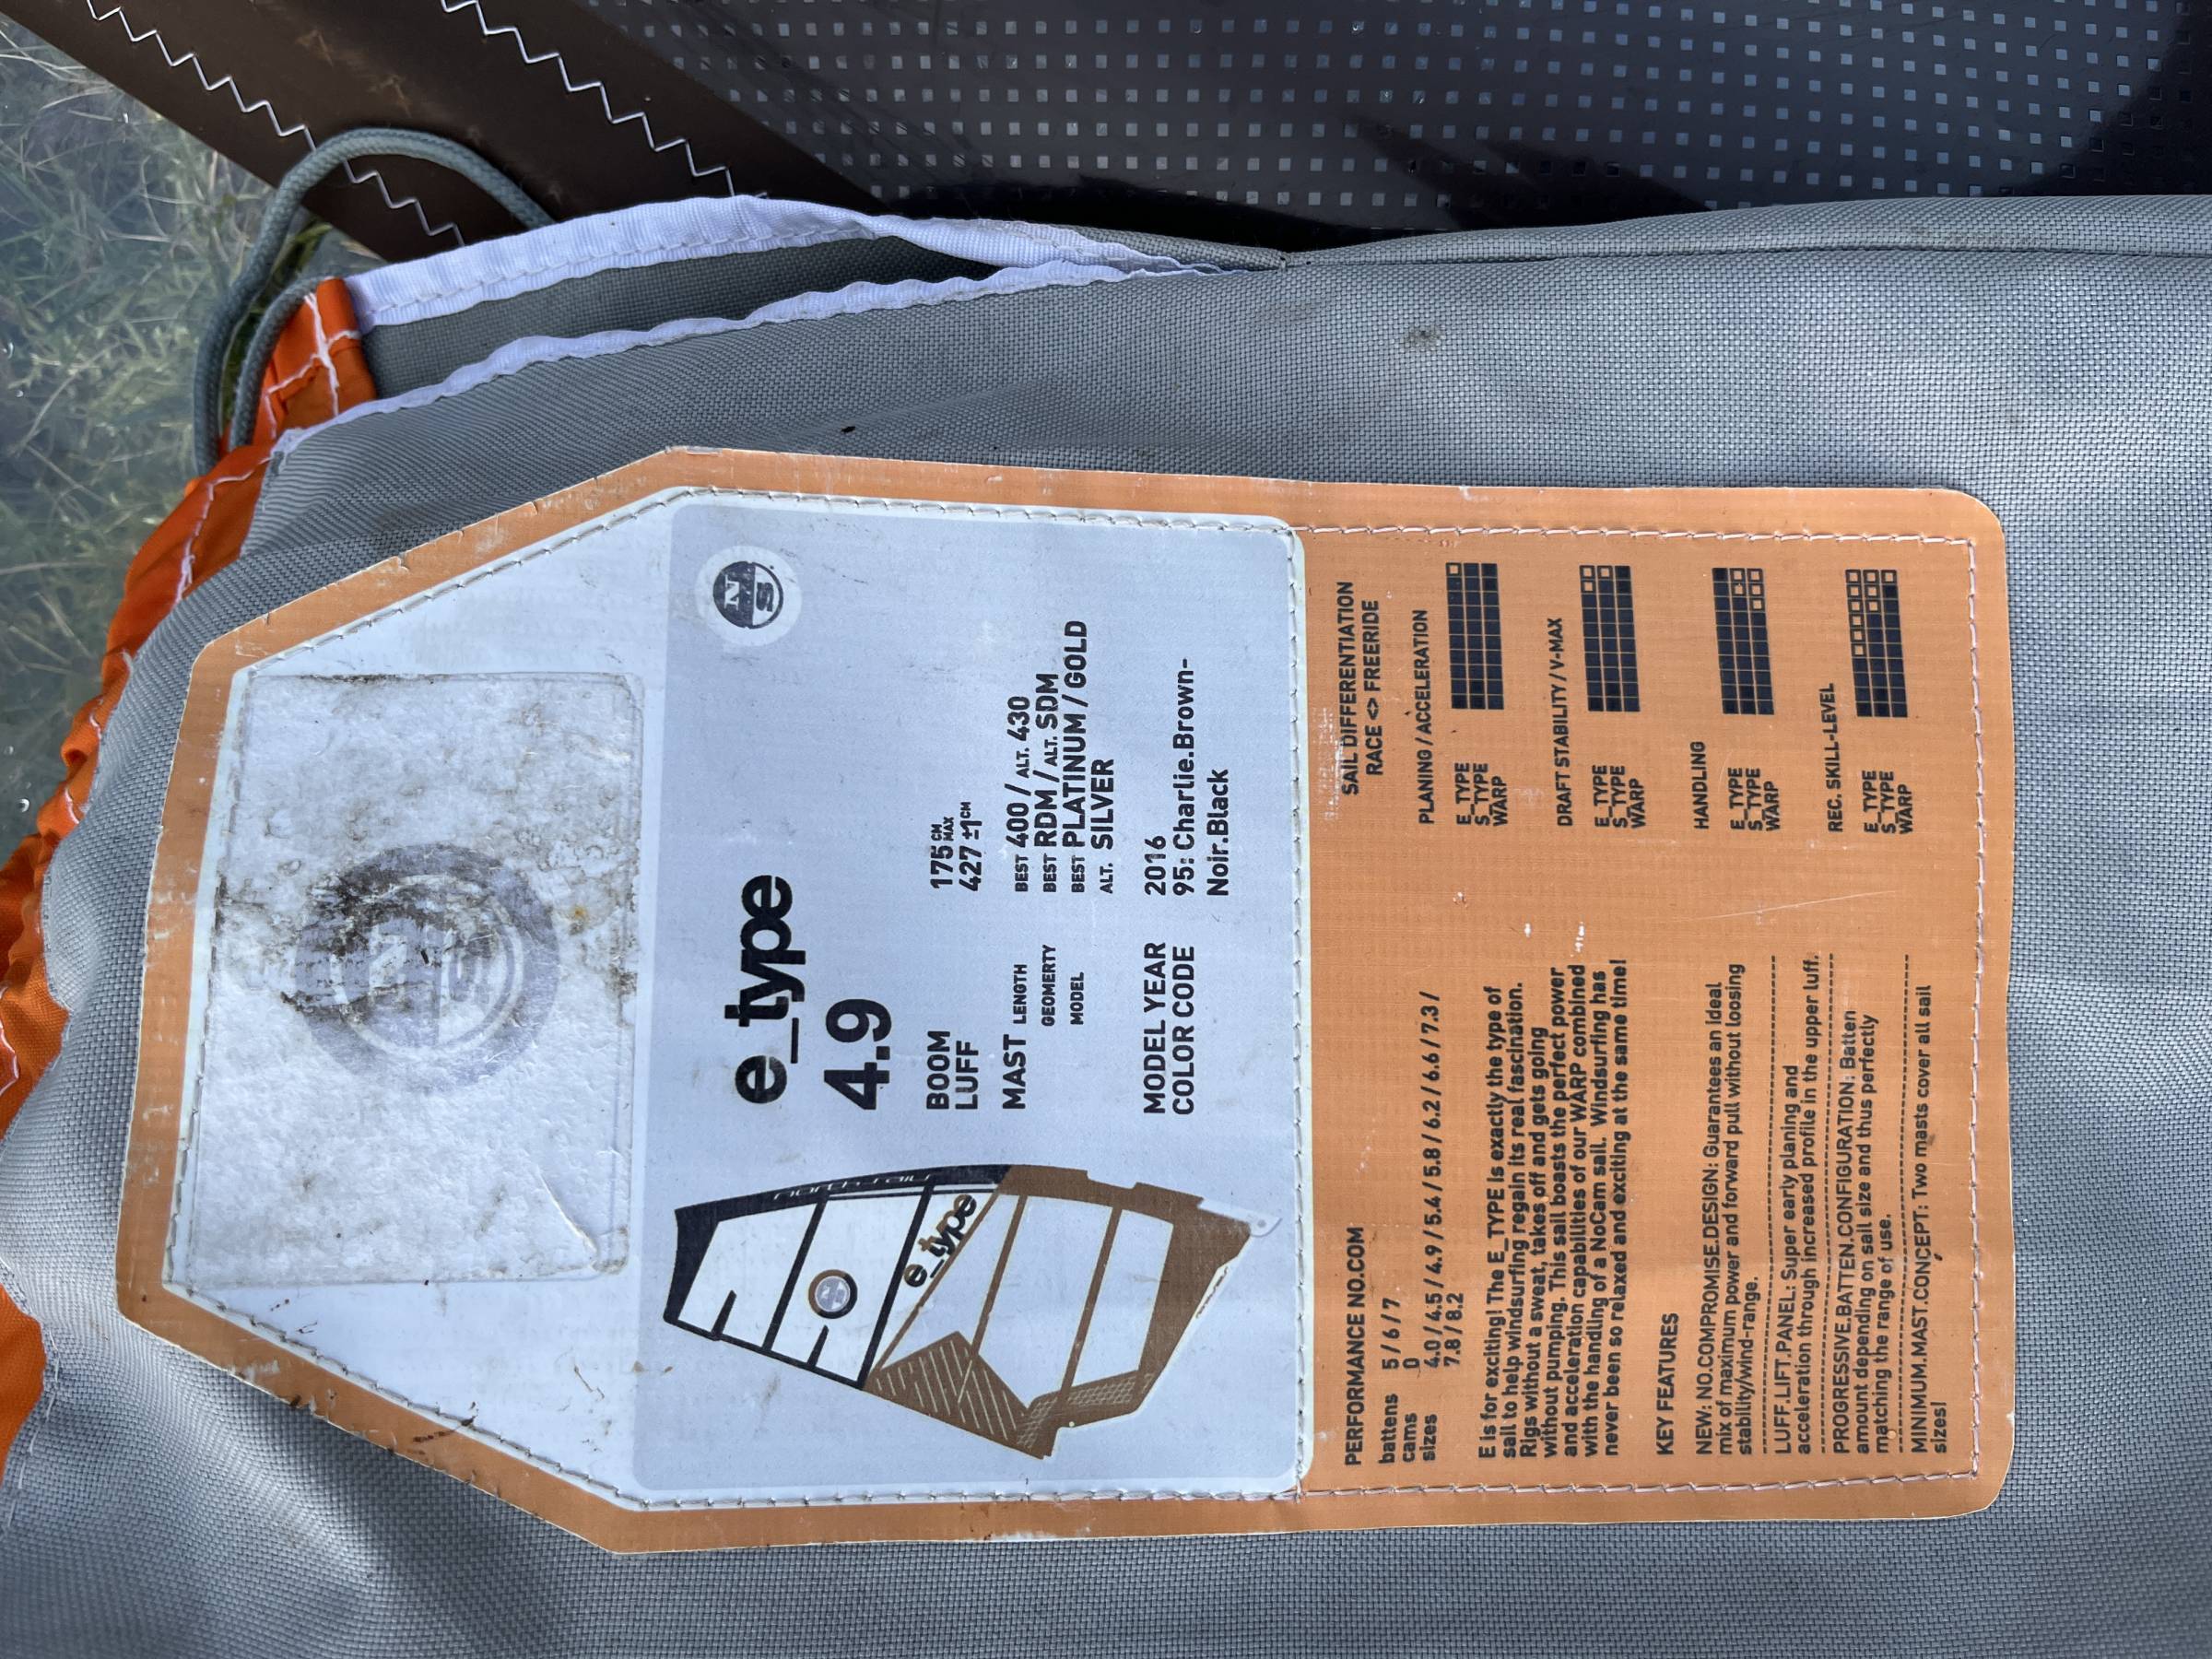 N
S
e_type
4.9
BOOM 175 CM MAX
LUFF 427 ±1 CM
MAST LENGTH BEST 400 / ALT. 430
GEOMERTY BEST RDM / ALT. SDM
MODEL BEST PLATINUM / GOLD
ALT. SILVER
MODEL YEAR 2016
COLOR CODE 95: Charlie.Brown-
Noir.Black
e_type
PERFORMANCE NO.COM
battens 5 / 6 / 7
cams 0
sizes 4.0 / 4.5 / 4.9 / 5.4 / 5.8 / 6.2 / 6.6 / 7.3 /
7.8 / 8.2
E is for exciting! The E_TYPE is exactly the type of
sail to help windsurfing regain its real fascination.
Rigs without a sweat, takes off and gets going
without pumping. This sail boasts the perfect power
and acceleration capabilities of our WARP combined
with the handling of a NoCam sail. Windsurfing has
never been so relaxed and exciting at the same time!
KEY FEATURES
NEW: NO.COMPROMISE.DESIGN: Guarantees an ideal
mix of maximum power and forward pull without loosing
stability/wind-range.
LUFF.LIFT.PANEL.: Super early planing and
acceleration through increased profile in the upper luff.
PROGRESSIVE.BATTEN.CONFIGURATION: Batten
amount depending on sail size and thus perfectly
matching the range of use.
MINIMUM.MAST.CONCEPT: Two masts cover all sail
sizes!
SAIL DIFFERENTIATION
RACE <> FREERIDE
PLANING / ACCELERATION
E_TYPE
S_TYPE
WARP
DRAFT STABILITY / V-MAX
E_TYPE
S_TYPE
WARP
HANDLING
E_TYPE
S_TYPE
WARP
REC. SKILL-LEVEL
E_TYPE
S_TYPE
WARP